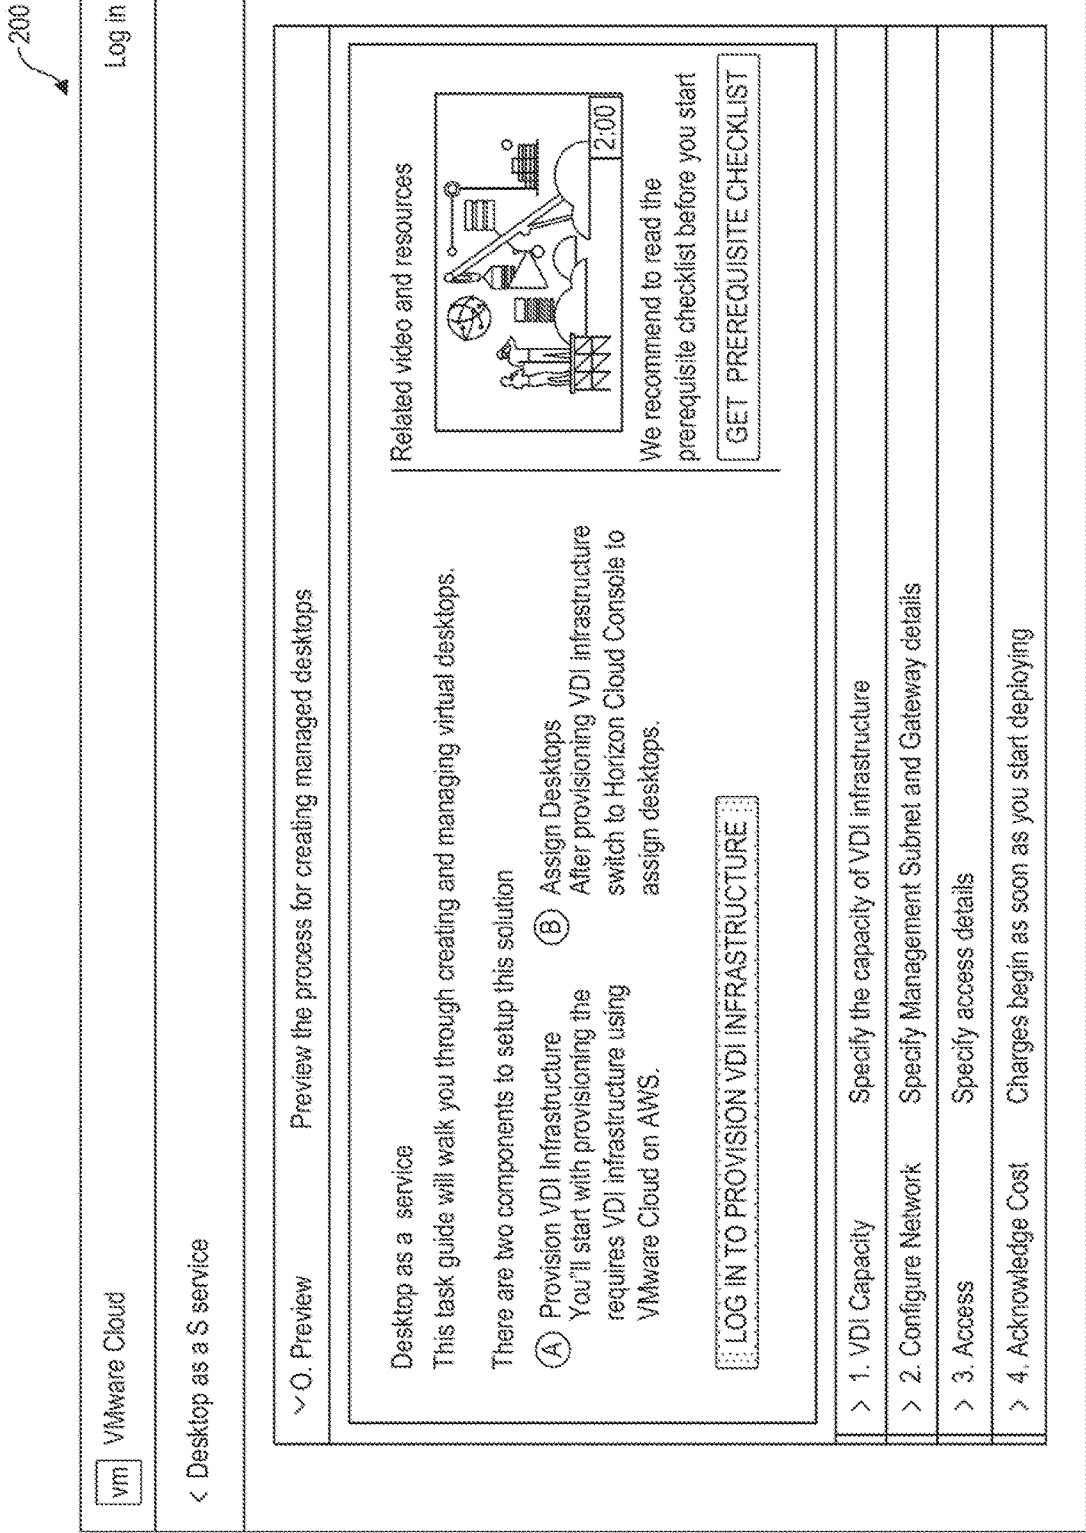 200
vm VMware Cloud Log in
< Desktop as a S service
O. Preview Preview the process for creating managed desktops
Desktop as a service
This task guide will walk you through creating and managing virtual desktops.
There are two components to setup this solution
A Provision VDI Infrastructure
You"ll start with provisioning the
requires VDI infrastructure using
VMware Cloud on AWS.
B Assign Desktops
After provisioning VDI infrastructure
switch to Horizon Cloud Console to
assign desktops.
LOG IN TO PROVISION VDI INFRASTRUCTURE
Related video and resources
2:00
We recommend to read the
prerequisite checklist before you start
GET PREREQUISITE CHECKLIST
> 1. VDI Capacity Specify the capacity of VDI infrastructure
> 2. Configure Network Specify Management Subnet and Gateway details
> 3. Access Specify access details
> 4. Acknowledge Cost Charges begin as soon as you start deploying